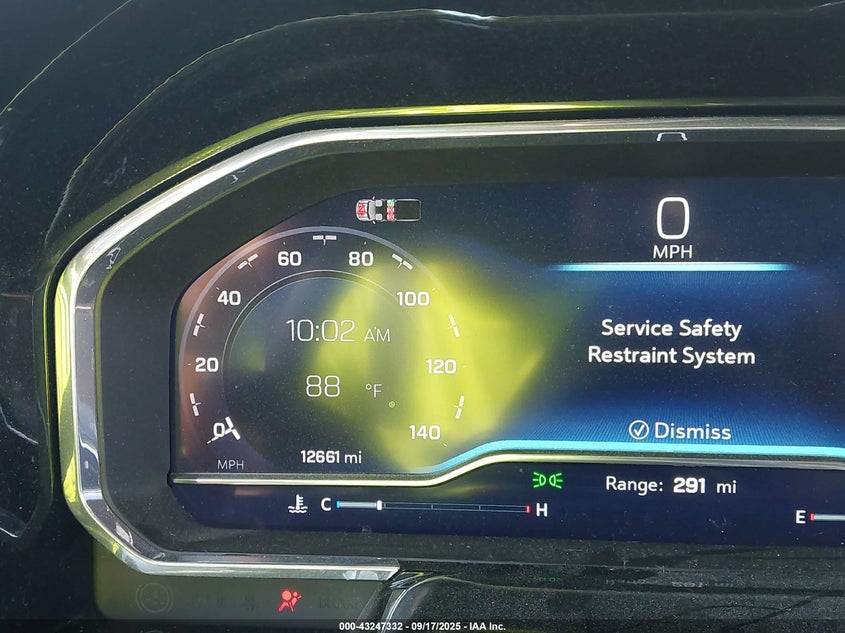 0
MPH
60 80
40 100
10:02 AM
20 120
88 °F
0 140
MPH
12661 mi
Service Safety
Restraint System
Dismiss
Range: 291 mi
C H
E
000-43247332 - 09/17/2025 - IAA Inc.